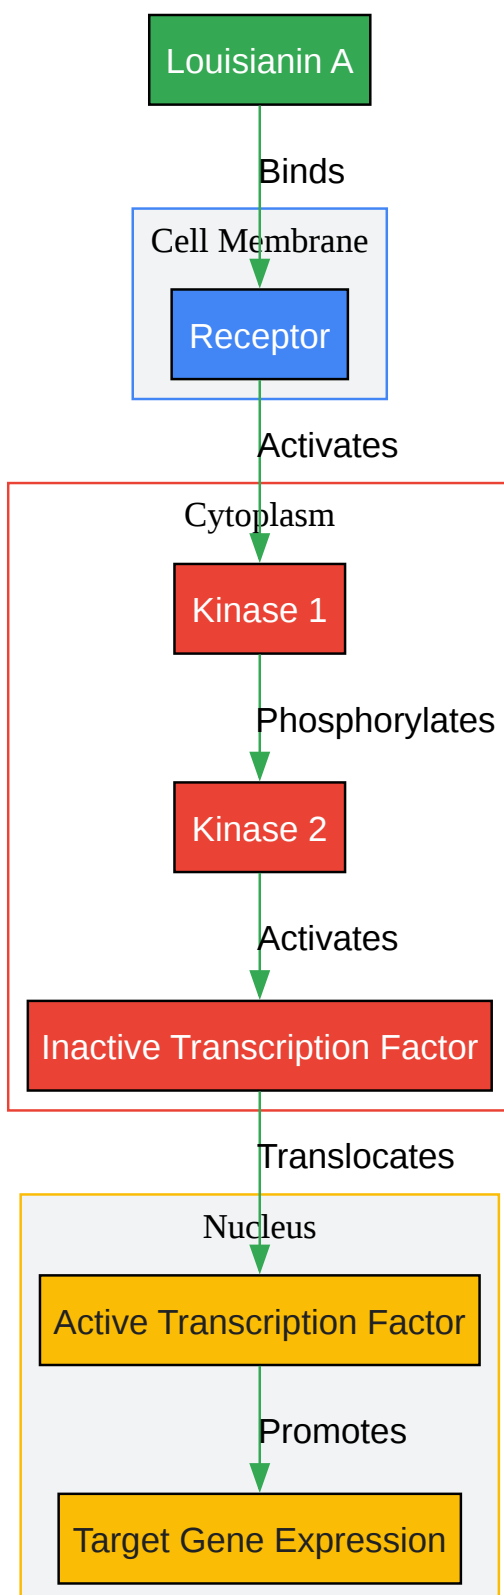 Louisianin A
Binds
Cell Membrane
Receptor
Activates
Cytoplasm
Kinase 1
Phosphorylates
Kinase 2
Activates
Inactive Transcription Factor
Translocates
Nucleus
Active Transcription Factor
Promotes
Target Gene Expression